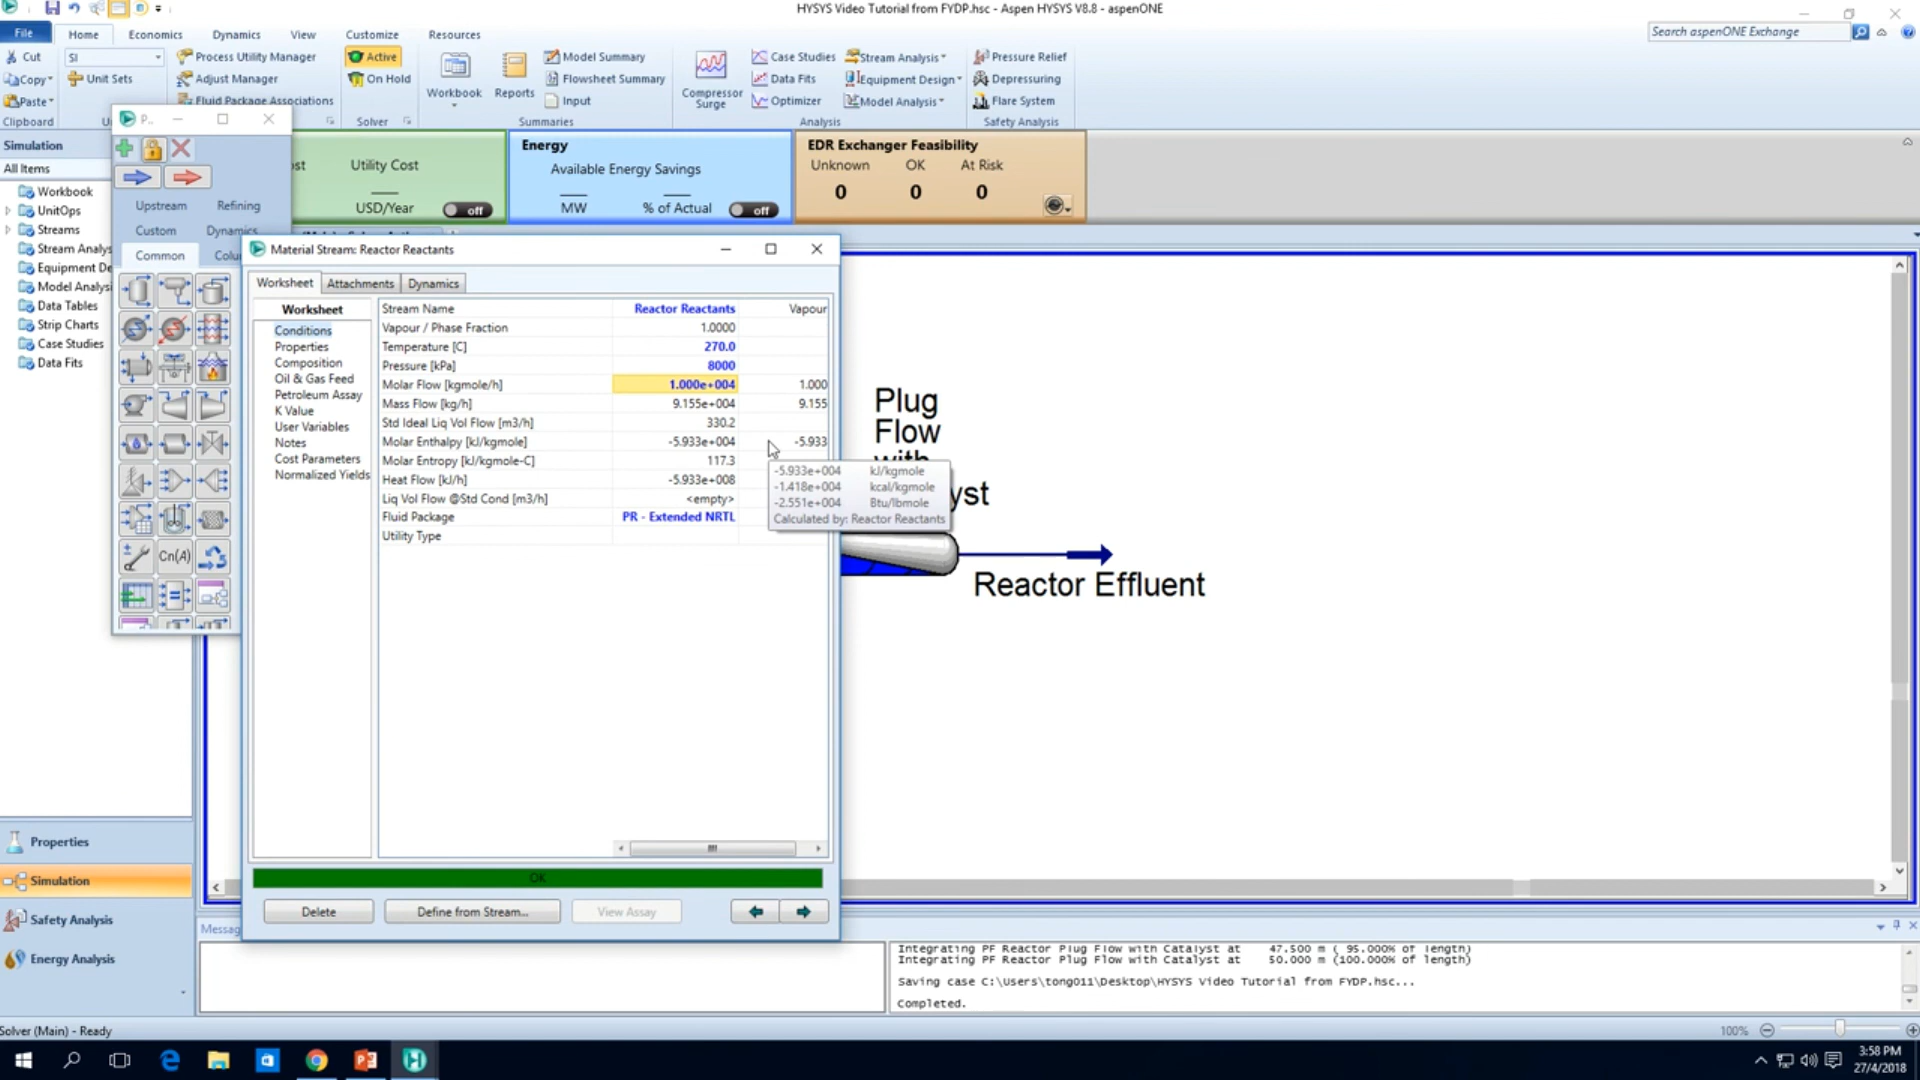 HYSYS Video Tutorial from FYDP.hsc - Aspen HYSYS V8.8 - aspenONE
File
Home
Economics
Dynamics
View
Customize
Resources
Search aspenONE Exchange
Cut
SI
Process Utility Manager
Active
Model Summary
Case Studies
Stream Analysis
Pressure Relief
Copy
Unit Sets
Adjust Manager
On Hold
Workbook
Reports
Flowsheet Summary
Compressor
Surge
Data Fits
Equipment Design
Depressuring
Paste
Fluid Package Associations
Input
Optimizer
Model Analysis
Flare System
Clipboard
Solver
Summaries
Analysis
Safety Analysis
Simulation
All Items
Workbook
UnitOps
Streams
Stream Analys
Equipment De
Model Analysi
Data Tables
Strip Charts
Case Studies
Data Fits
P..
Upstream
Refining
Custom
Dynamics
Common
Colu
Cn(A)
ost
Utility Cost
USD/Year
off
Energy
Available Energy Savings
MW
% of Actual
off
EDR Exchanger Feasibility
Unknown
OK
At Risk
0
0
0
Material Stream: Reactor Reactants
Worksheet
Attachments
Dynamics
Worksheet
Conditions
Properties
Composition
Oil & Gas Feed
Petroleum Assay
K Value
User Variables
Notes
Cost Parameters
Normalized Yields
Stream Name Reactor Reactants Vapour
Vapour / Phase Fraction 1.0000
Temperature [C] 270.0
Pressure [kPa] 8000
Molar Flow [kgmole/h] 1.000e+004 1.000
Mass Flow [kg/h] 9.155e+004 9.155
Std Ideal Liq Vol Flow [m3/h] 330.2
Molar Enthalpy [kJ/kgmole] -5.933e+004 -5.933
Molar Entropy [kJ/kgmole-C] 117.3
Heat Flow [kJ/h] -5.933e+008
Liq Vol Flow @Std Cond [m3/h] <empty>
Fluid Package PR - Extended NRTL
Utility Type
-5.933e+004 kJ/kgmole
-1.418e+004 kcal/kgmole
-2.551e+004 Btu/lbmole
Calculated by: Reactor Reactants
OK
Delete
Define from Stream...
View Assay
Plug
Flow
with
yst
Reactor Effluent
Properties
Simulation
Safety Analysis
Energy Analysis
Messag
Integrating PF Reactor Plug Flow with Catalyst at 47.500 m ( 95.000% of length)
Integrating PF Reactor Plug Flow with Catalyst at 50.000 m (100.000% of length)
Saving case C:\Users\tong011\Desktop\HYSYS Video Tutorial from FYDP.hsc...
Completed.
Solver (Main) - Ready
100%
3:58 PM
27/4/2018